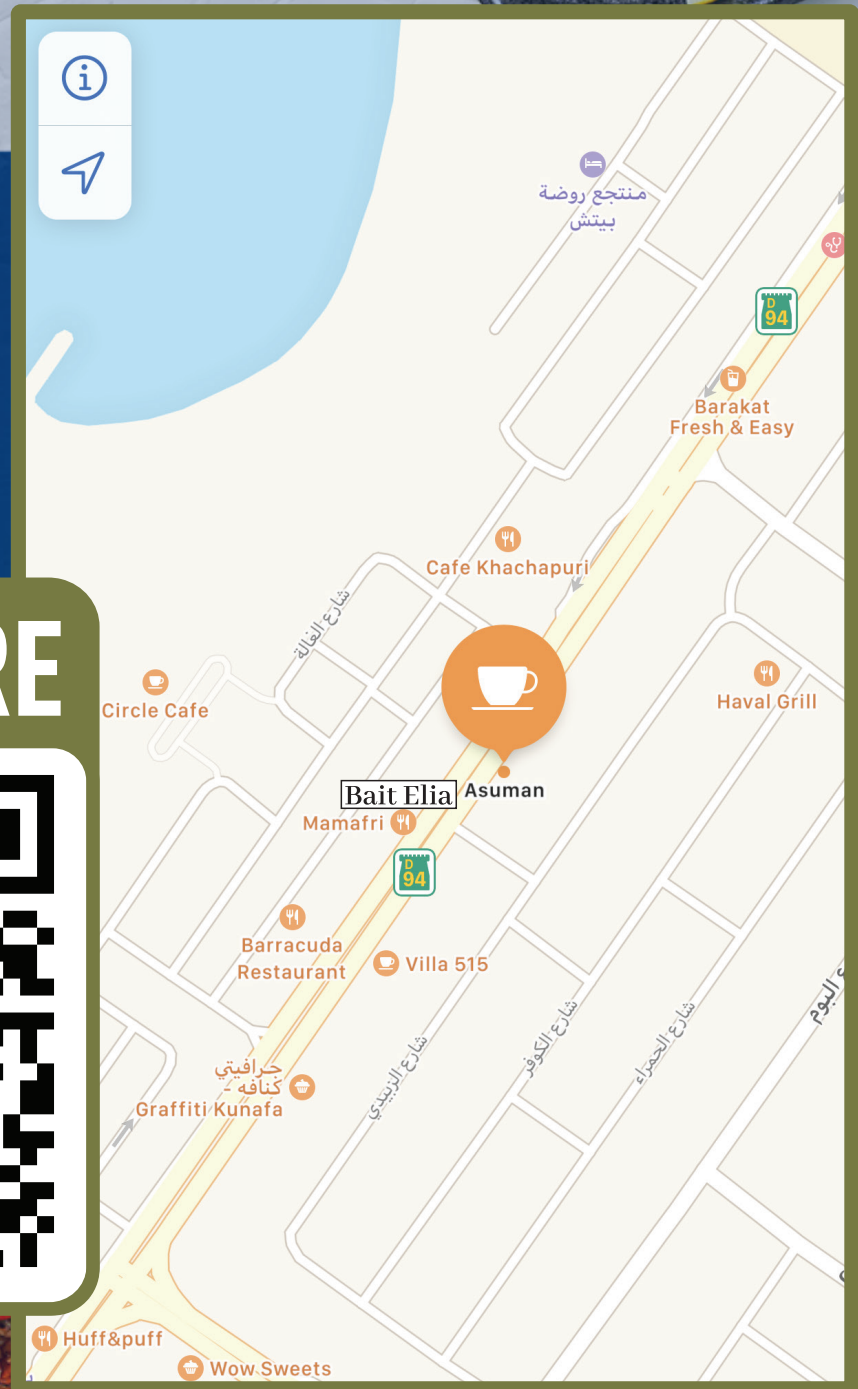 منتجع روضة
بيتش
D
94
Barakat
Fresh & Easy
Cafe Khachapuri
شارع الغالة
Circle Cafe
Haval Grill
RE
Bait Elia
Asuman
Mamafri
D
94
Barracuda
Restaurant
Villa 515
شارع الزبيدي
شارع الكوفر
شارع الحمراء
البوم
جرافيتي
كنافه -
Graffiti Kunafa
Huff&puff
Wow Sweets